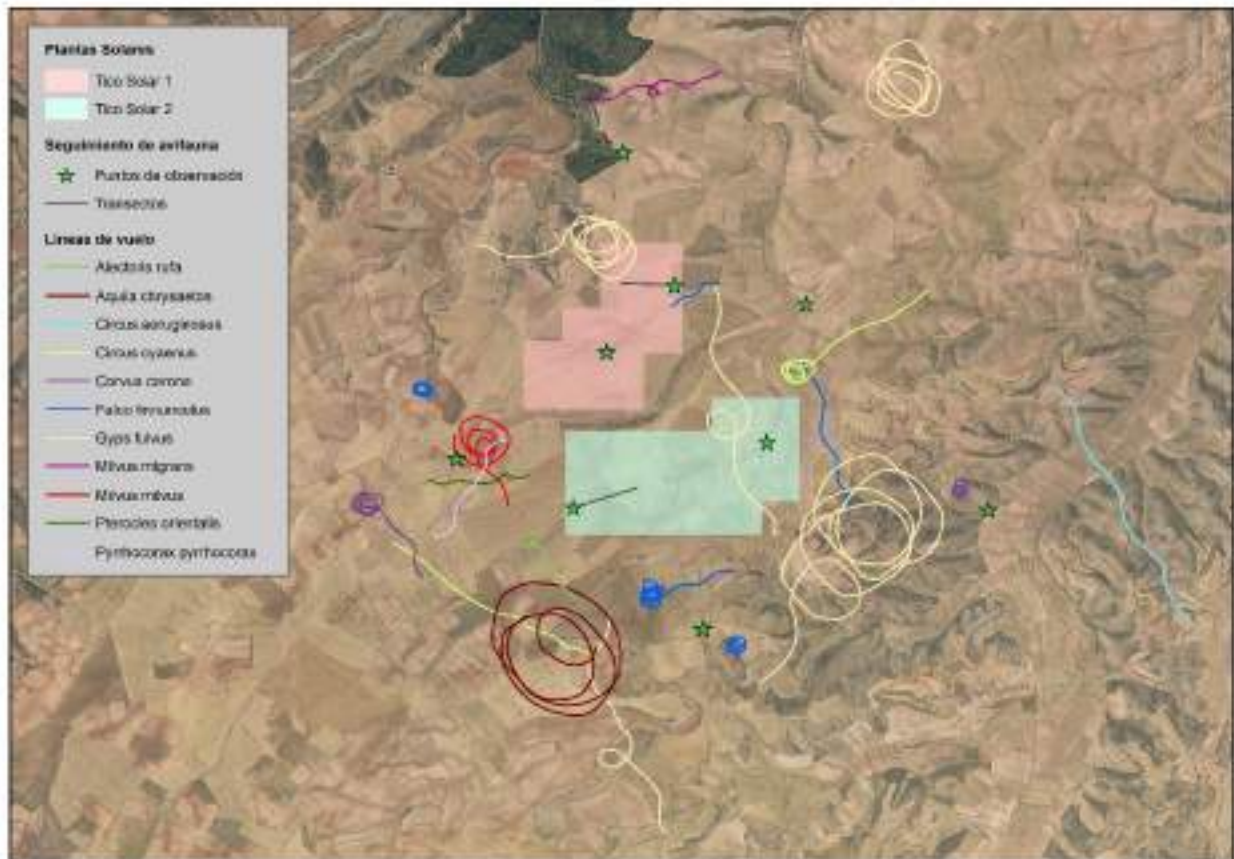 Plantas Solares
Tico Solar 1
Tico Solar 2
Seguimiento de avifauna
Puntos de observación
Transectos
Líneas de vuelo
Alectoris rufa
Aquila chrysaetos
Circus aeruginosus
Circus cyaneus
Corvus corone
Falco tinnunculus
Gyps fulvus
Milvus migrans
Milvus milvus
Pterocles orientalis
Pyrrhocorax pyrrhocorax